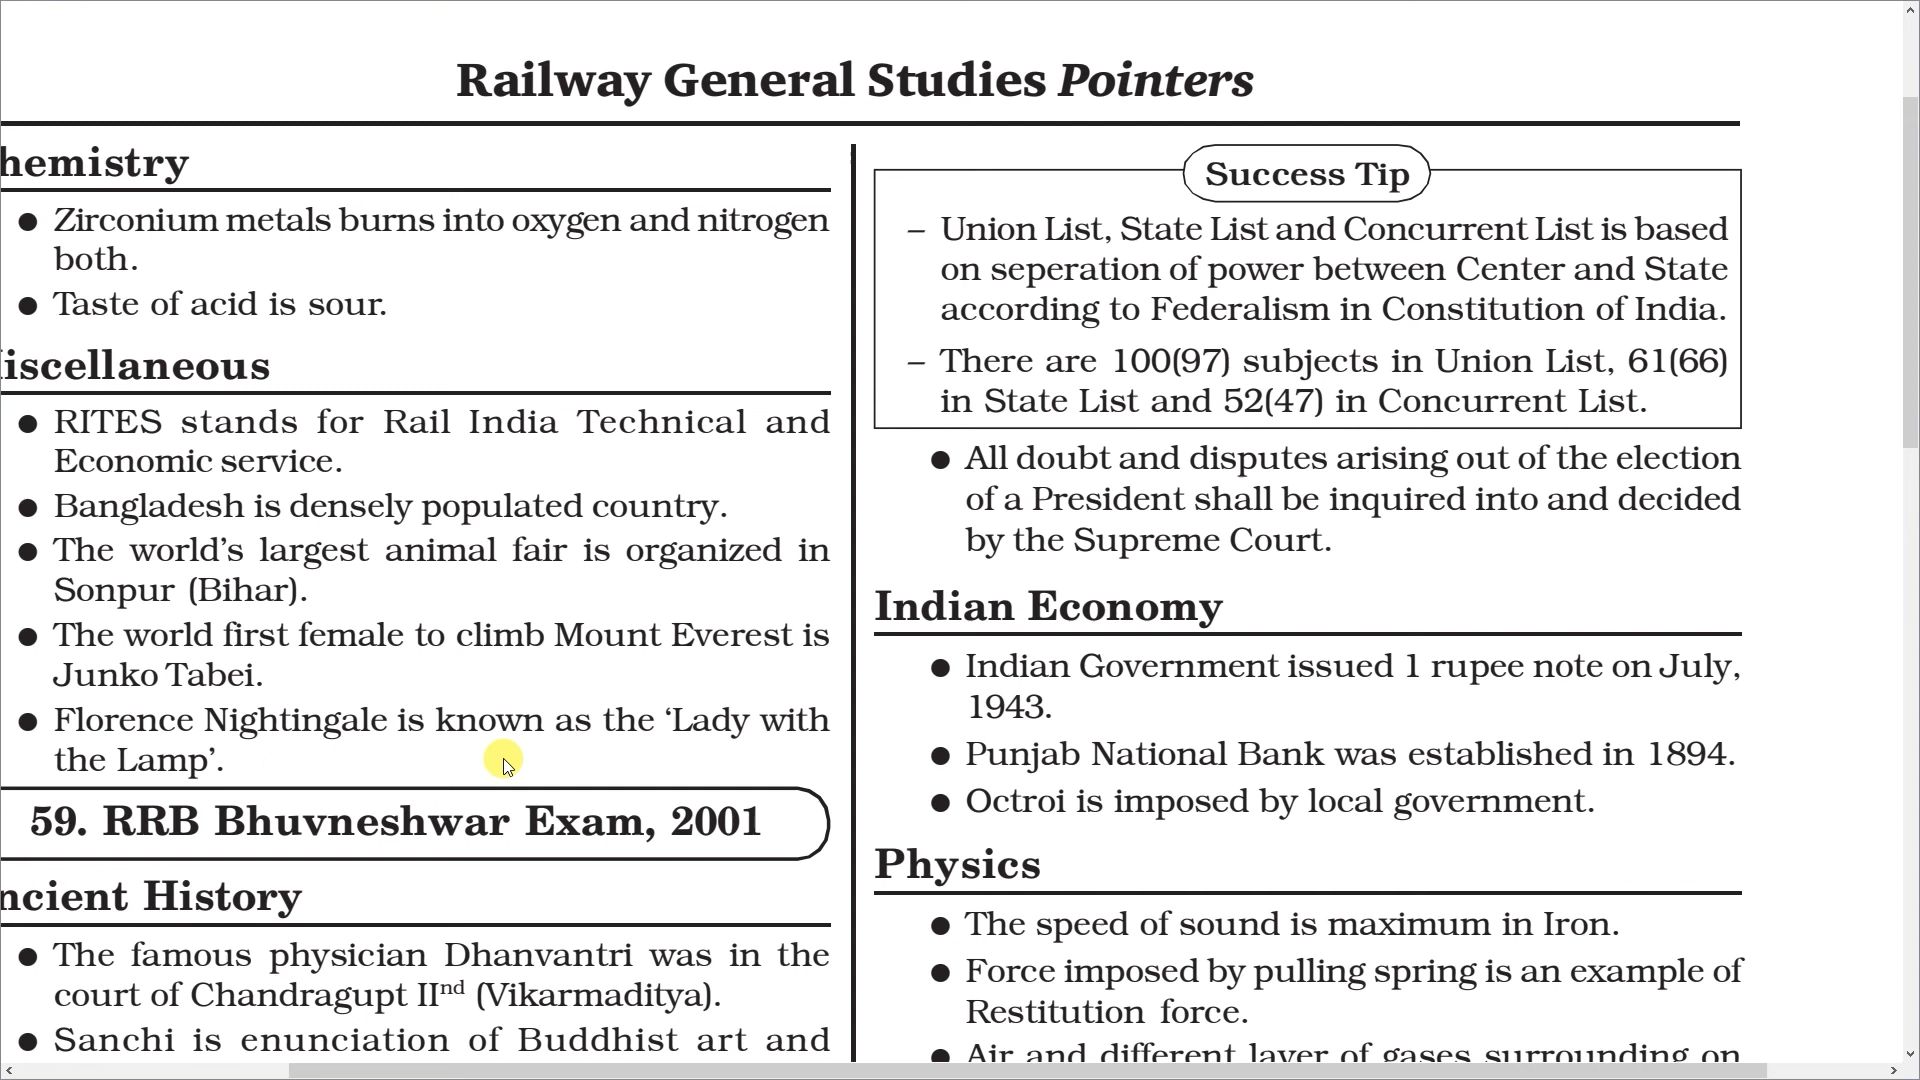 Railway General Studies Pointers
hemistry
● Zirconium metals burns into oxygen and nitrogen
both.
● Taste of acid is sour.
iscellaneous
● RITES stands for Rail India Technical and
Economic service.
● Bangladesh is densely populated country.
● The world’s largest animal fair is organized in
Sonpur (Bihar).
● The world first female to climb Mount Everest is
Junko Tabei.
● Florence Nightingale is known as the ‘Lady with
the Lamp’.
59. RRB Bhuvneshwar Exam, 2001
ncient History
● The famous physician Dhanvantri was in the
court of Chandragupt IInd (Vikarmaditya).
● Sanchi is enunciation of Buddhist art and
Success Tip
– Union List, State List and Concurrent List is based
on seperation of power between Center and State
according to Federalism in Constitution of India.
– There are 100(97) subjects in Union List, 61(66)
in State List and 52(47) in Concurrent List.
● All doubt and disputes arising out of the election
of a President shall be inquired into and decided
by the Supreme Court.
Indian Economy
● Indian Government issued 1 rupee note on July,
1943.
● Punjab National Bank was established in 1894.
● Octroi is imposed by local government.
Physics
● The speed of sound is maximum in Iron.
● Force imposed by pulling spring is an example of
Restitution force.
● Air and different layer of gases surrounding on